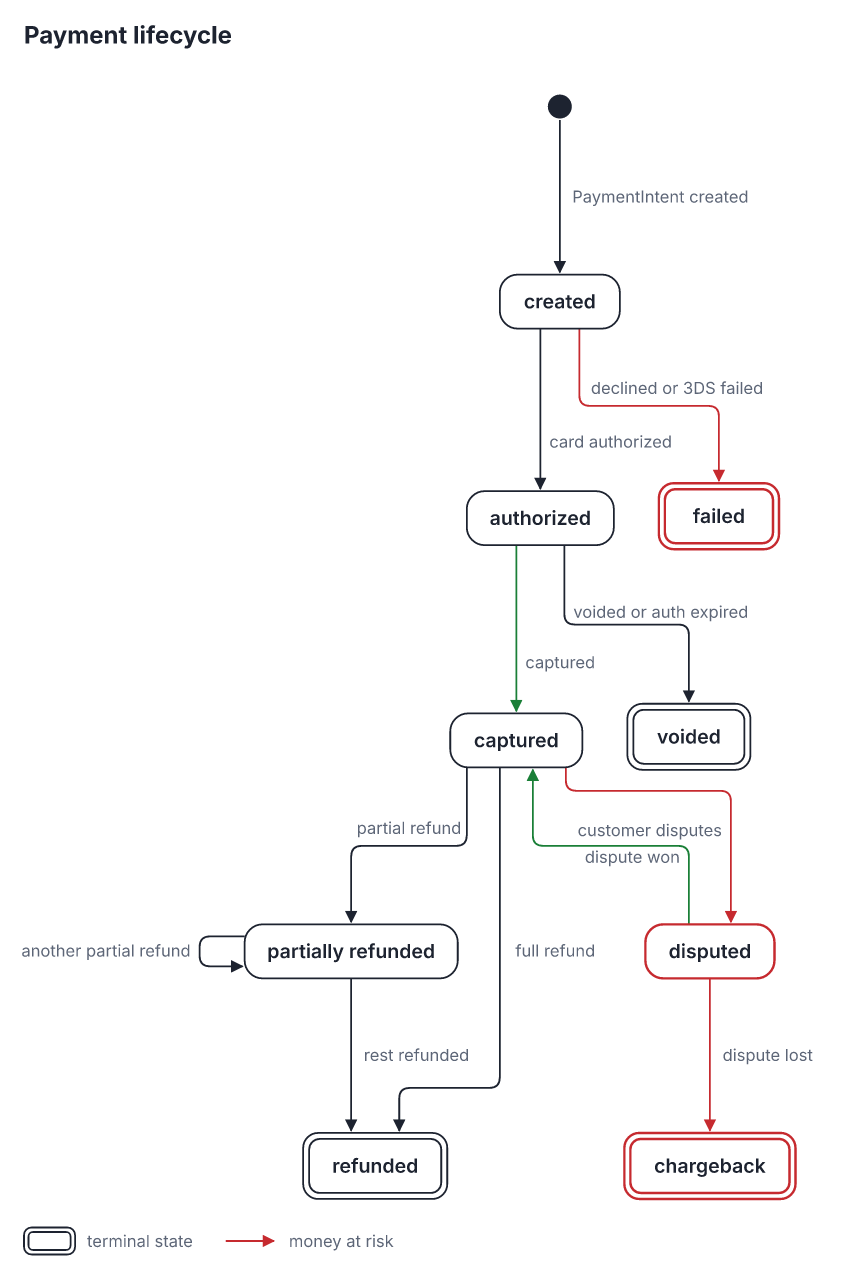 Payment lifecycle
PaymentIntent created
created
declined or 3DS failed
card authorized
authorized
failed
voided or auth expired
captured
captured
voided
partial refund
customer disputes
dispute won
another partial refund
partially refunded
full refund
disputed
rest refunded
dispute lost
refunded
chargeback
terminal state
money at risk